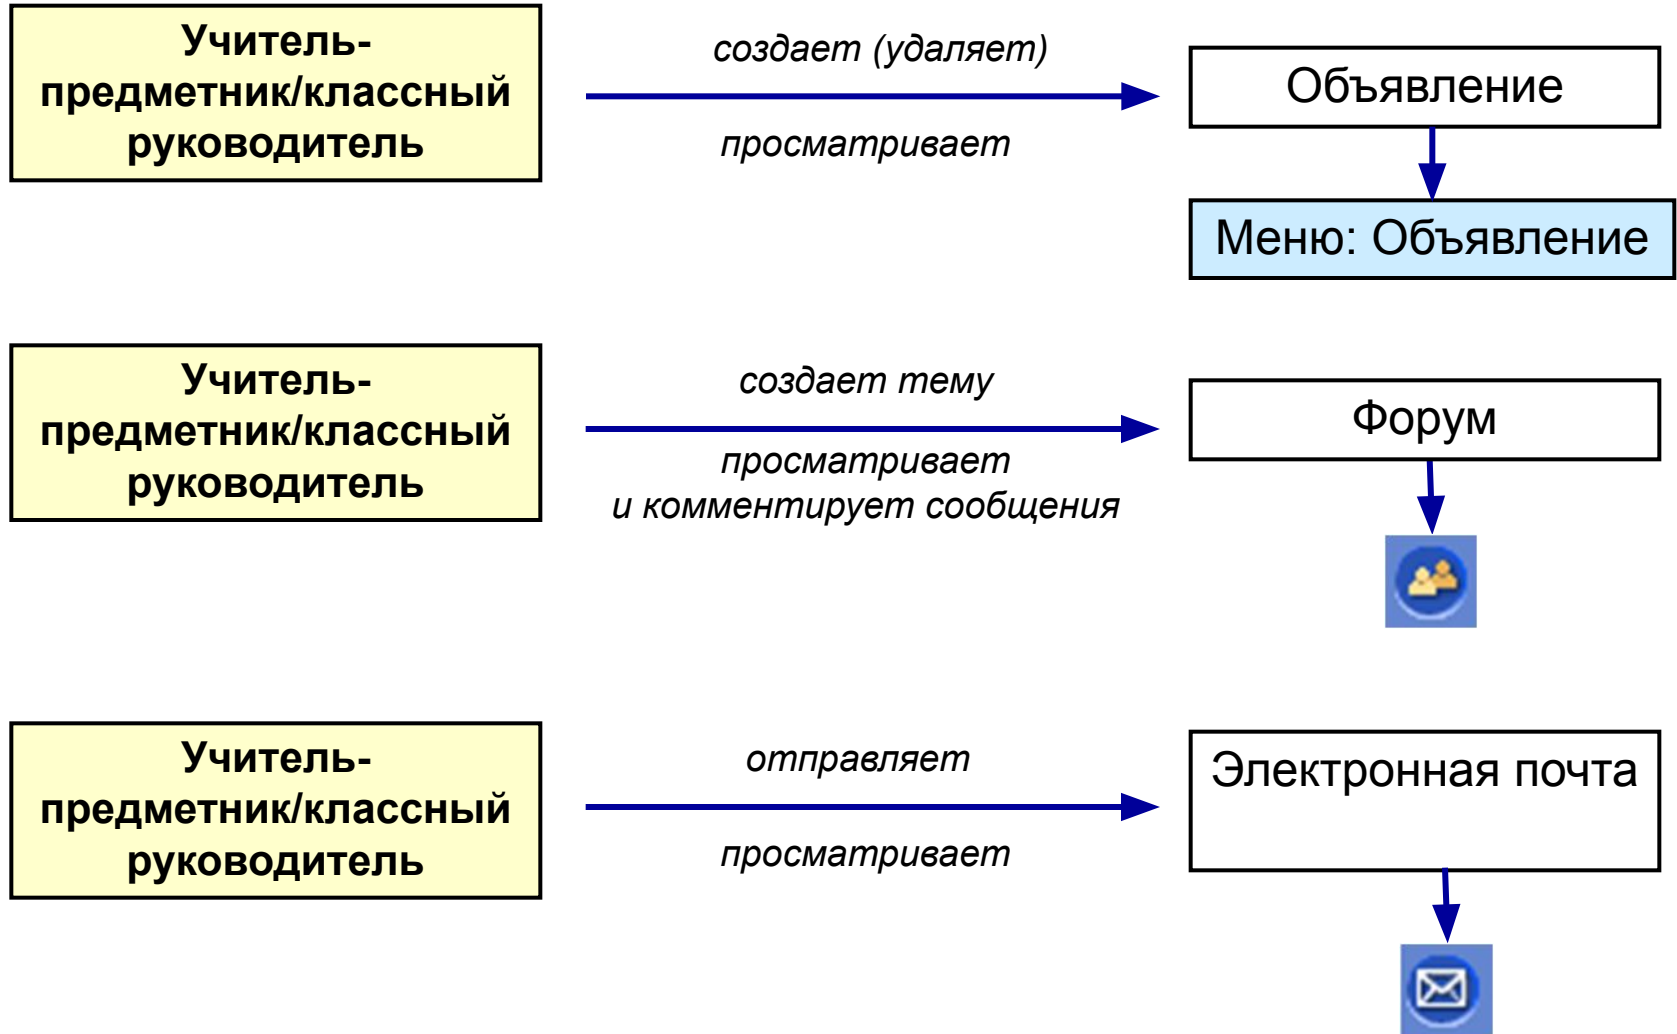 Учитель-
предметник/классный
руководитель
создает (удаляет)
просматривает
Объявление
Меню: Объявление
Учитель-
предметник/классный
руководитель
создает тему
просматривает
и комментирует сообщения
Форум
Учитель-
предметник/классный
руководитель
отправляет
просматривает
Электронная почта